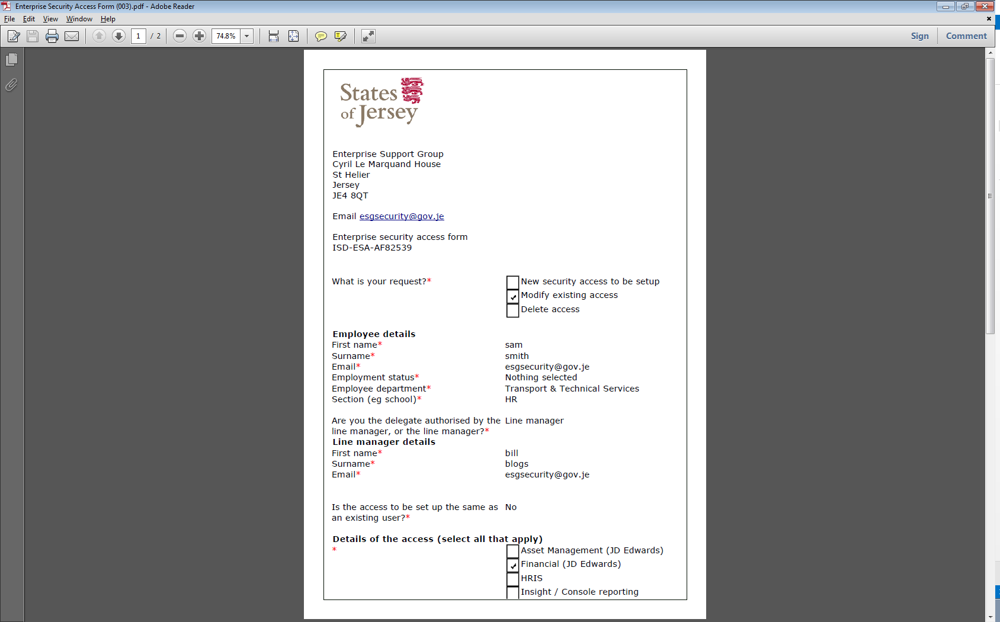 Enterprise Security Access Form (003).pdf - Adobe Reader
File Edit View Window Help
1 / 2 74.8% Sign Comment
States
of Jersey
Enterprise Support Group
Cyril Le Marquand House
St Helier
Jersey
JE4 8QT
Email esgsecurity@gov.je
Enterprise security access form
ISD-ESA-AF82539
What is your request?* New security access to be setup
Modify existing access
Delete access
Employee details
First name* sam
Surname* smith
Email* esgsecurity@gov.je
Employment status* Nothing selected
Employee department* Transport & Technical Services
Section (eg school)* HR
Are you the delegate authorised by the Line manager
line manager, or the line manager?*
Line manager details
First name* bill
Surname* blogs
Email* esgsecurity@gov.je
Is the access to be set up the same as No
an existing user?*
Details of the access (select all that apply)
* Asset Management (JD Edwards)
Financial (JD Edwards)
HRIS
Insight / Console reporting